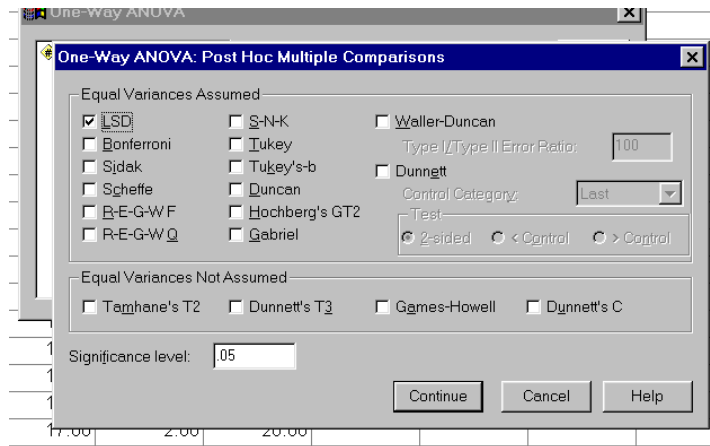 One-Way ANOVA
One-Way ANOVA: Post Hoc Multiple Comparisons
Equal Variances Assumed
LSD S-N-K Waller-Duncan
Bonferroni Tukey Type I/Type II Error Ratio: 100
Sidak Tukey's-b Dunnett
Scheffe Duncan Control Category: Last
R-E-G-W F Hochberg's GT2 Test
R-E-G-W Q Gabriel 2-sided < Control > Control
Equal Variances Not Assumed
Tamhane's T2 Dunnett's T3 Games-Howell Dunnett's C
Significance level: .05
Continue Cancel Help
17.00 2.00 20.00